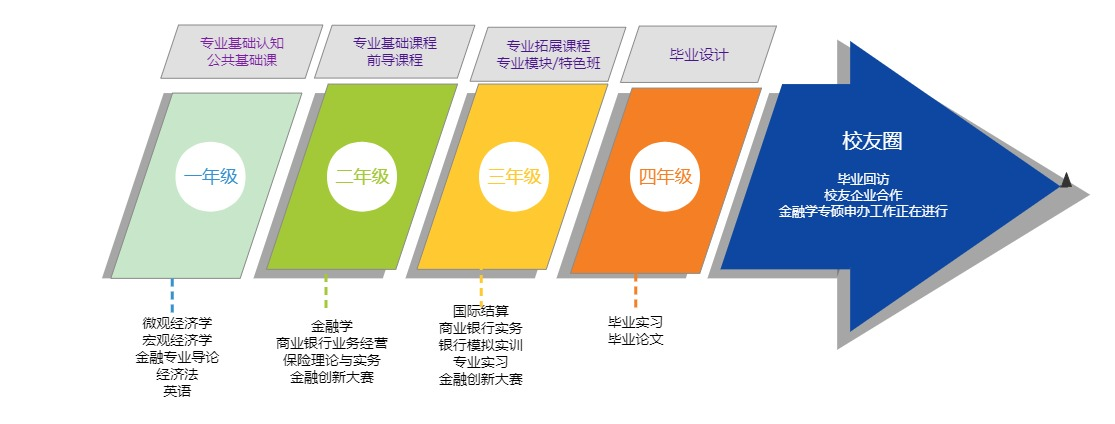 专业基础认知
公共基础课
专业基础课程
前导课程
专业拓展课程
专业模块/特色班
毕业设计
一年级
二年级
三年级
四年级
校友圈
毕业回访
校友企业合作
金融学专硕申办工作正在进行
微观经济学
宏观经济学
金融专业导论
经济法
英语
金融学
商业银行业务经营
保险理论与实务
金融创新大赛
国际结算
商业银行实务
银行模拟实训
专业实习
金融创新大赛
毕业实习
毕业论文